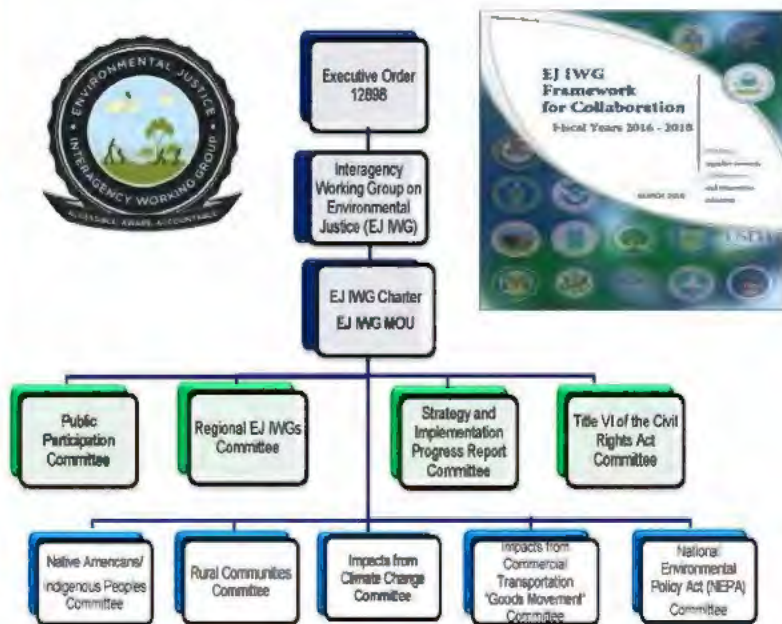 ENVIRONMENTAL JUSTICE
INTERAGENCY WORKING GROUP
ACCESSIBLE. AWARE. ACCOUNTABLE
Executive Order
12898
EJ IWG
Framework
for Collaboration
Fiscal Years 2016 - 2018
MARCH 2016
Interagency
Working Group on
Environmental
Justice (EJ IWG)
EJ IWG Charter
EJ IWG MOU
Public
Participation
Committee
Regional EJ IWGs
Committee
Strategy and
Implementation
Progress Report
Committee
Title VI of the Civil
Rights Act
Committee
Native Americans/
Indigenous Peoples
Committee
Rural Communities
Committee
Impacts from
Climate Change
Committee
Impacts from
Commercial
Transportation
"Goods Movement"
Committee
National
Environmental
Policy Act (NEPA)
Committee